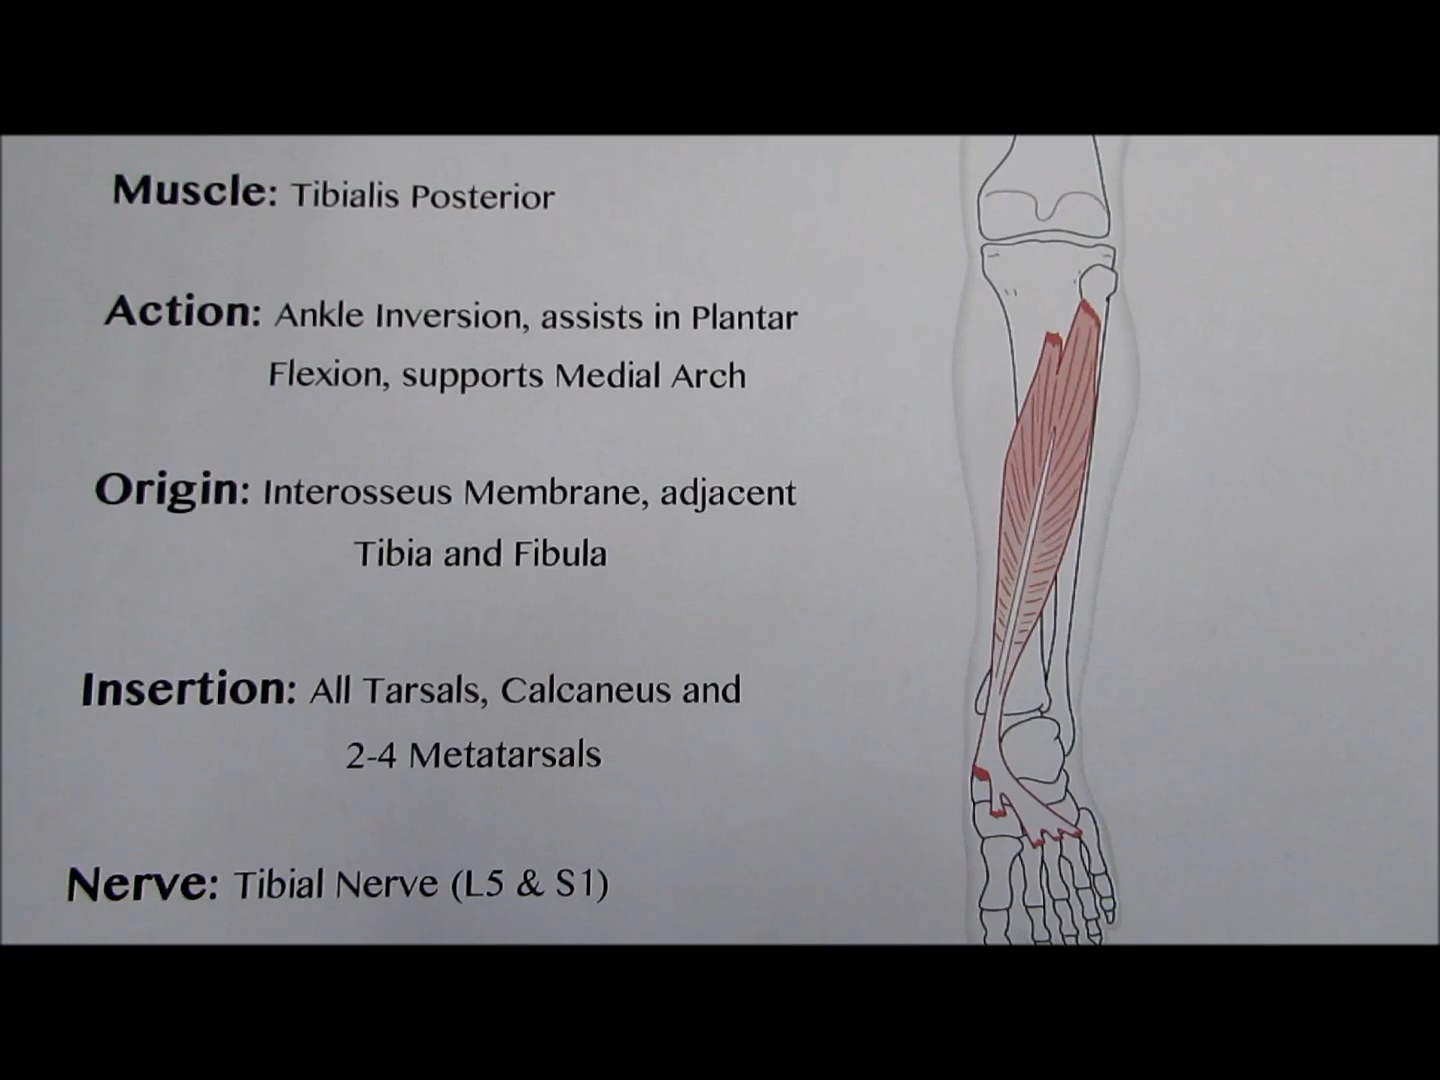 Muscle: Tibialis Posterior
Action: Ankle Inversion, assists in Plantar
Flexion, supports Medial Arch
Origin: Interosseus Membrane, adjacent
Tibia and Fibula
Insertion: All Tarsals, Calcaneus and
2-4 Metatarsals
Nerve: Tibial Nerve (L5 & S1)